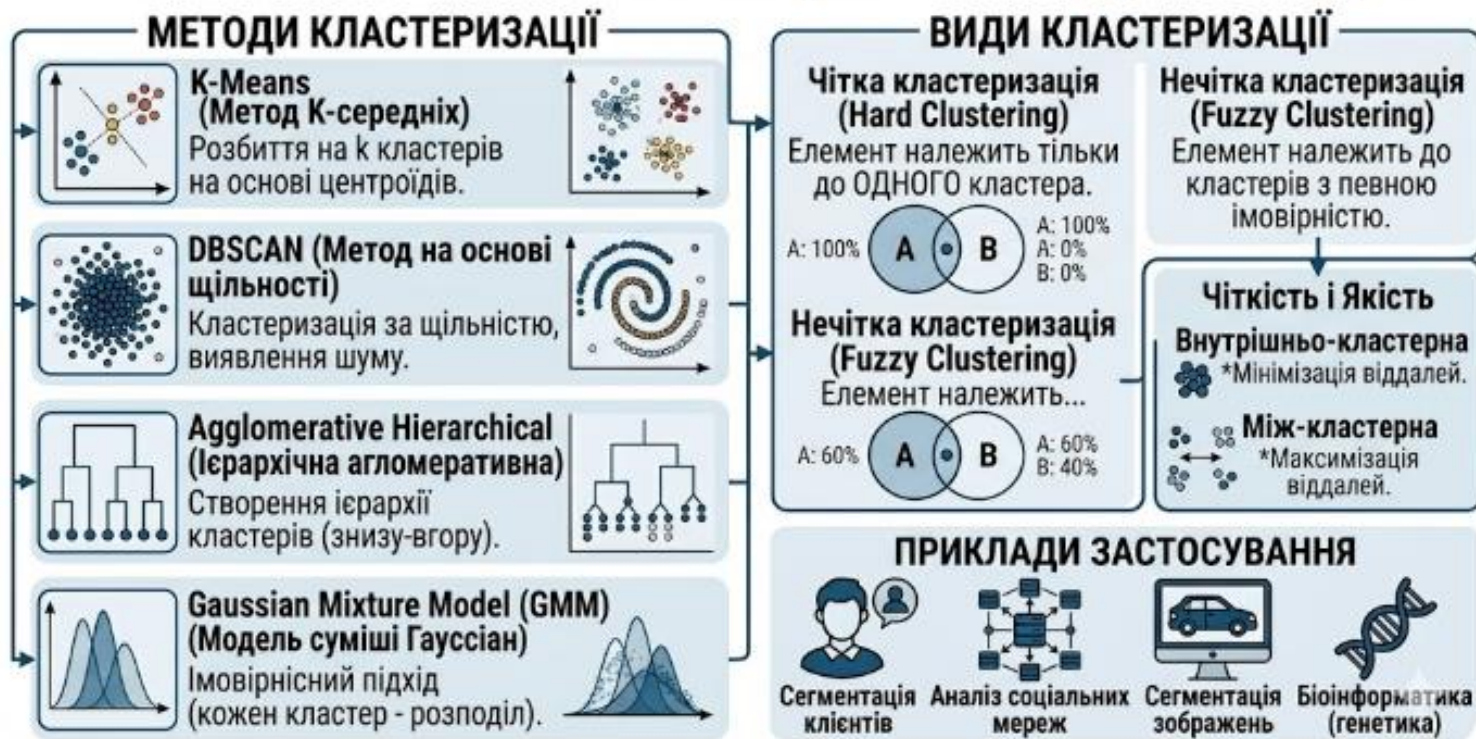 МЕТОДИ КЛАСТЕРИЗАЦІЇ
K-Means
(Метод K-середніх)
Розбиття на k кластерів
на основі центроїдів.
DBSCAN (Метод на основі
щільності)
Кластеризація за щільністю,
виявлення шуму.
Agglomerative Hierarchical
(Ієрархічна агломеративна)
Створення ієрархії
кластерів (знизу-вгору).
Gaussian Mixture Model (GMM)
(Модель суміші Гауссіан)
Імовірнісний підхід
(кожен кластер - розподіл).
ВИДИ КЛАСТЕРИЗАЦІЇ
Чітка кластеризація
(Hard Clustering)
Елемент належить тільки
до ОДНОГО кластера.
A: 100%
A
B
A: 100%
A: 0%
B: 0%
Нечітка кластеризація
(Fuzzy Clustering)
Елемент належить...
A: 60%
A
B
A: 60%
B: 40%
Нечітка кластеризація
(Fuzzy Clustering)
Елемент належить до
кластерів з певною
імовірністю.
Чіткість і Якість
Внутрішньо-кластерна
*Мінімізація віддалей.
Між-кластерна
*Максимізація
віддалей.
ПРИКЛАДИ ЗАСТОСУВАННЯ
Сегментація
клієнтів
Аналіз соціальних
мереж
Сегментація
зображень
Біоінформатика
(генетика)